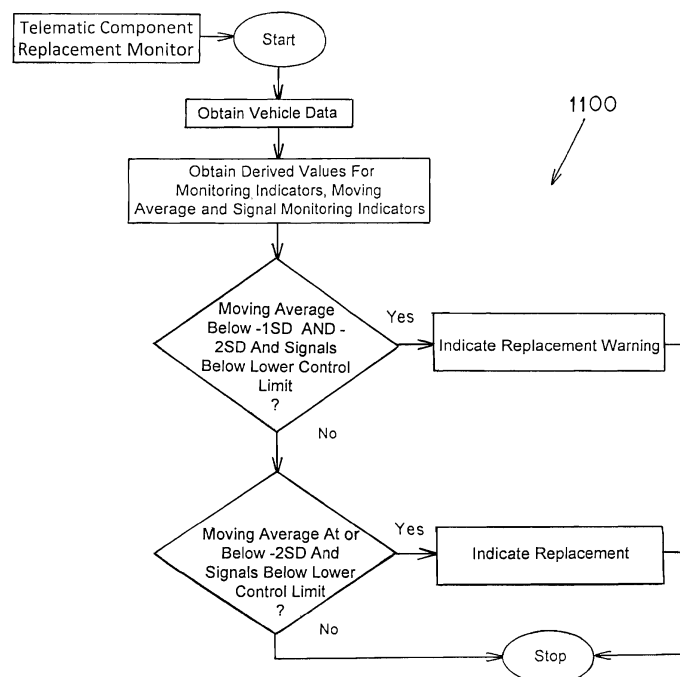 Telematic Component
Replacement Monitor
Start
Obtain Vehicle Data
1100
Obtain Derived Values For
Monitoring Indicators, Moving
Average and Signal Monitoring Indicators
Moving Average
Below -1SD AND -
2SD And Signals
Below Lower Control
Limit
?
Yes
Indicate Replacement Warning
No
Moving Average At or
Below -2SD And
Signals Below Lower
Control Limit
?
Yes
Indicate Replacement
No
Stop